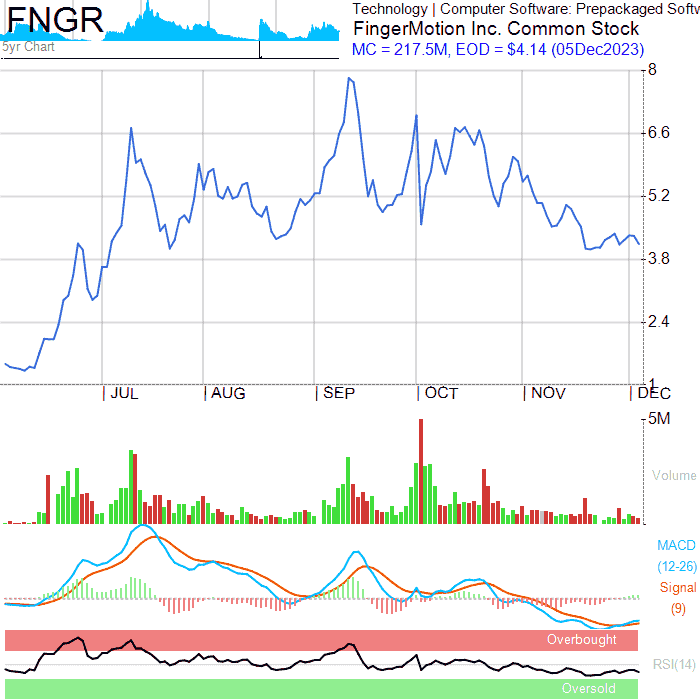 FNGR
Technology | Computer Software: Prepackaged Softw
5yr Chart
FingerMotion Inc. Common Stock
MC = 217.5M, EOD = $4.14 (05Dec2023)
8
6.6
5.2
3.8
2.4
1
| JUL | AUG | SEP | OCT | NOV | DEC
5M
Volume
MACD
(12-26)
Signal
(9)
Overbought
RSI(14)
Oversold